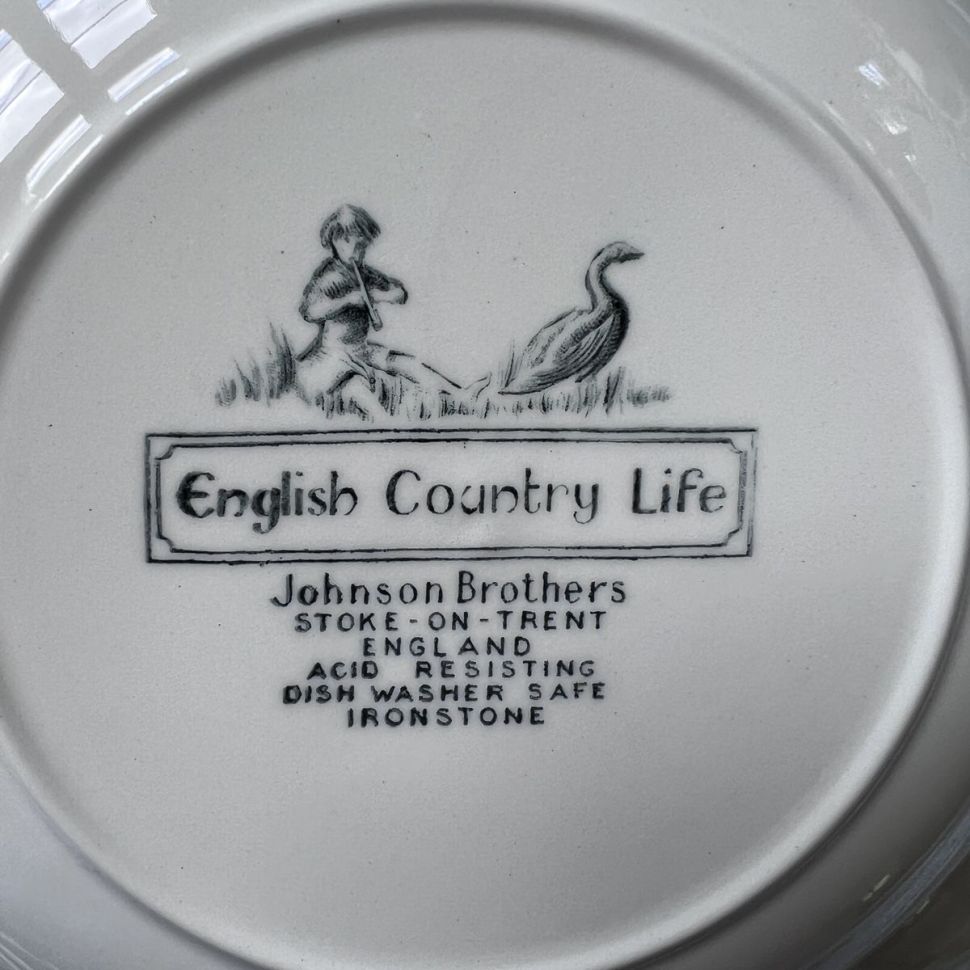 English Country Life
Johnson Brothers
STOKE-ON-TRENT
ENGLAND
ACID RESISTING
DISH WASHER SAFE
IRONSTONE